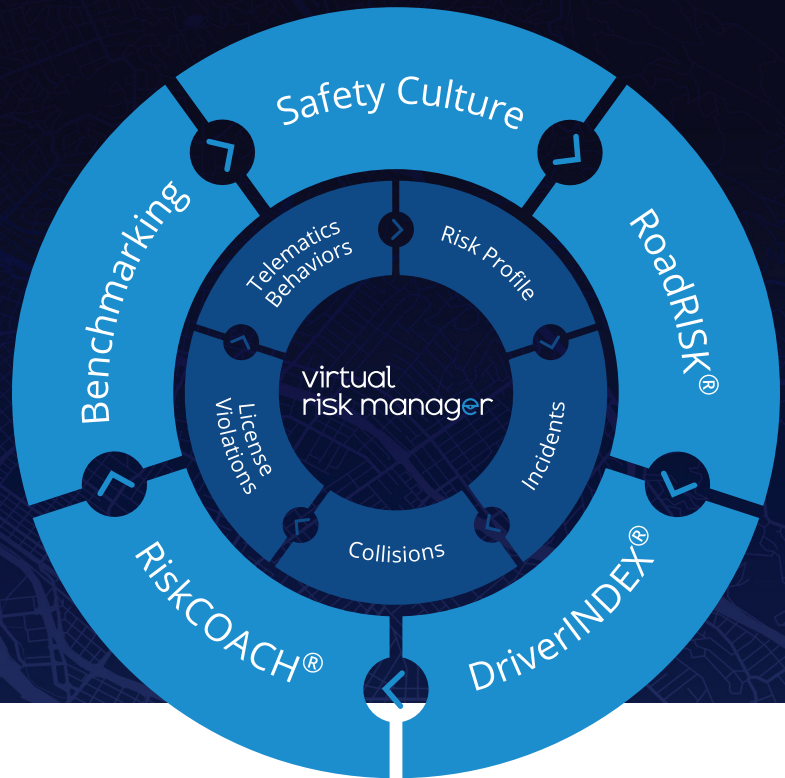 Safety Culture
RoadRISK®
DriverINDEX®
RiskCOACH®
Benchmarking
Telematics
Behaviors
Risk Profile
Incidents
Collisions
License
Violations
virtual
risk manager